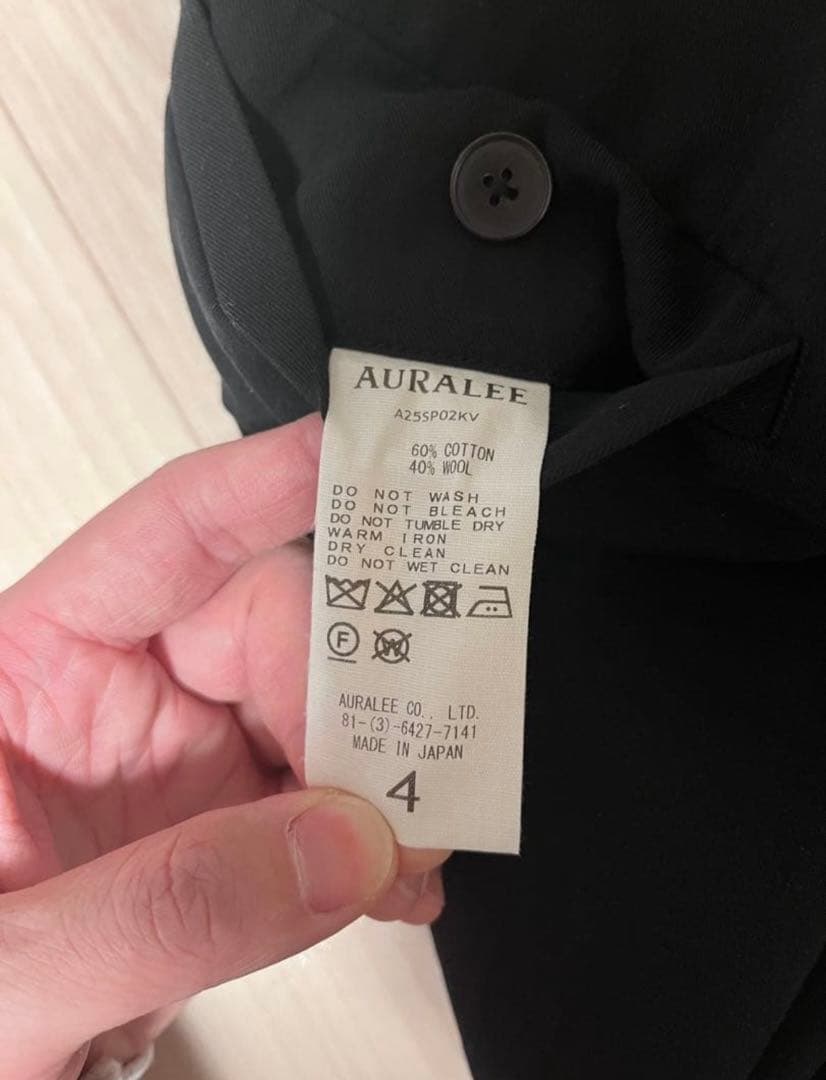 AURALEE
A25SP02KV
60% COTTON
40% WOOL
DO NOT WASH
DO NOT BLEACH
DO NOT TUMBLE DRY
WARM IRON
DRY CLEAN
DO NOT WET CLEAN
F W
AURALEE CO., LTD.
81-(3)-6427-7141
MADE IN JAPAN
4